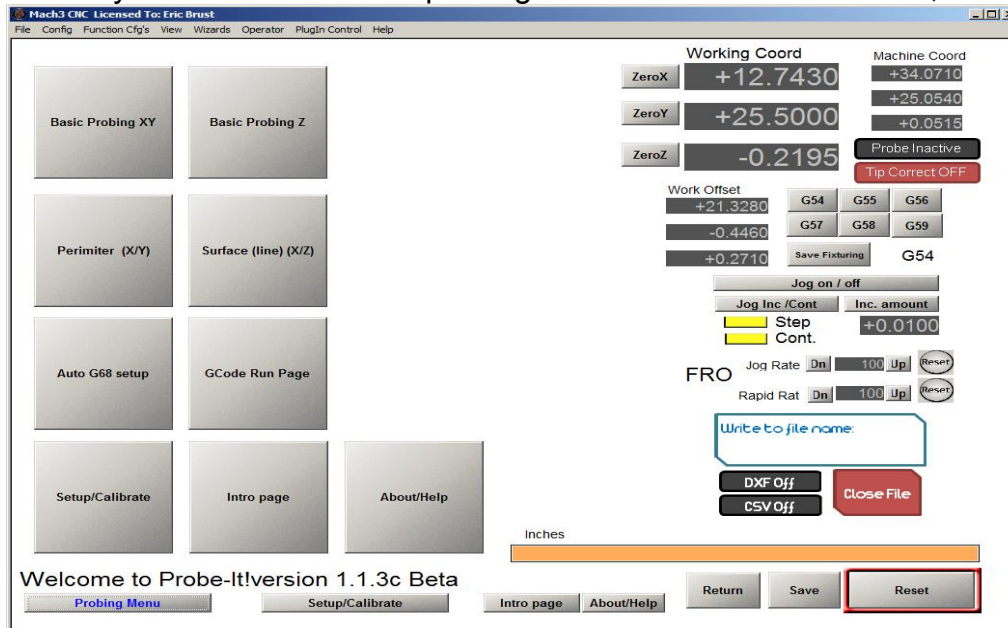 Mach3 CNC Licensed To: Eric Brust
File Config Function Cfg's View Wizards Operator PlugIn Control Help
Working Coord
Machine Coord
ZeroX +12.7430 +34.0710
+25.0540
ZeroY +25.5000 +0.0515
Probe Inactive
ZeroZ -0.2195
Tip Correct OFF
Basic Probing XY Basic Probing Z
Work Offset
+21.3280 G54 G55 G56
-0.4460 G57 G58 G59
+0.2710 Save Fixturing G54
Perimiter (X/Y) Surface (line) (X/Z)
Jog on / off
Jog Inc /Cont Inc. amount
Step +0.0100
Cont.
Auto G68 setup GCode Run Page
FRO Jog Rate Dn 100 Up Reset
Rapid Rat Dn 100 Up Reset
Write to file name:
Setup/Calibrate Intro page About/Help
DXF Off
CSV Off
Close File
Inches
Welcome to Probe-It!version 1.1.3c Beta
Probing Menu Setup/Calibrate Intro page About/Help Return Save Reset